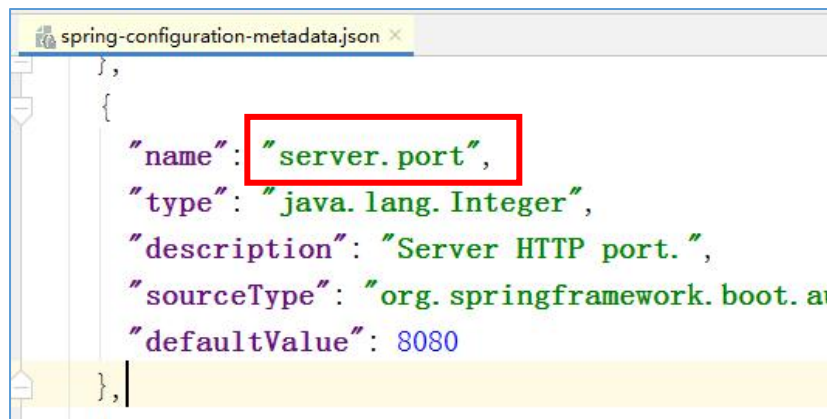 spring-configuration-metadata.json
},
{
"name": "server.port",
"type": "java.lang.Integer",
"description": "Server HTTP port.",
"sourceType": "org.springframework.boot.au
"defaultValue": 8080
},